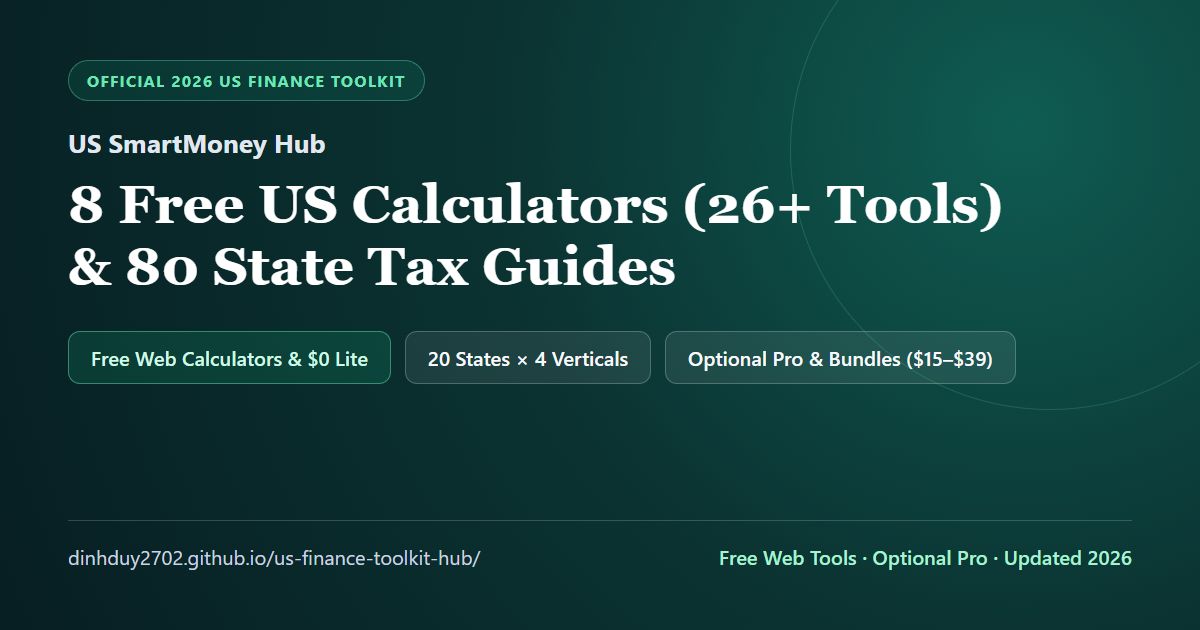 OFFICIAL 2026 US FINANCE TOOLKIT
US SmartMoney Hub
8 Free US Calculators (26+ Tools)
& 80 State Tax Guides
Free Web Calculators & $0 Lite
20 States × 4 Verticals
Optional Pro & Bundles ($15–$39)
dinhduy2702.github.io/us-finance-toolkit-hub/
Free Web Tools · Optional Pro · Updated 2026